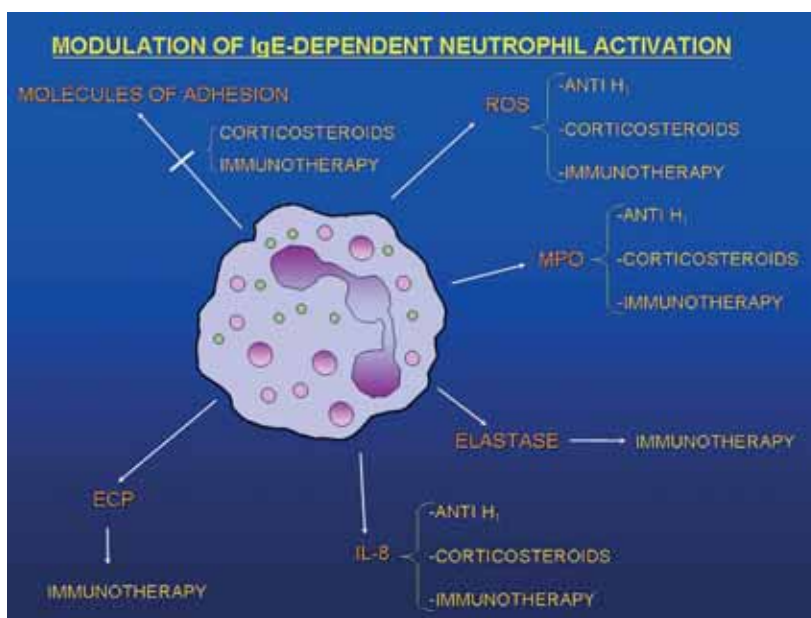 MODULATION OF IgE-DEPENDENT NEUTROPHIL ACTIVATION
MOLECULES OF ADHESION
CORTICOSTEROIDS
IMMUNOTHERAPY
ROS
-ANTI H₁
-CORTICOSTEROIDS
-IMMUNOTHERAPY
MPO
-ANTI H₁
-CORTICOSTEROIDS
-IMMUNOTHERAPY
ELASTASE
IMMUNOTHERAPY
ECP
IMMUNOTHERAPY
IL-8
-ANTI H₁
-CORTICOSTEROIDS
-IMMUNOTHERAPY